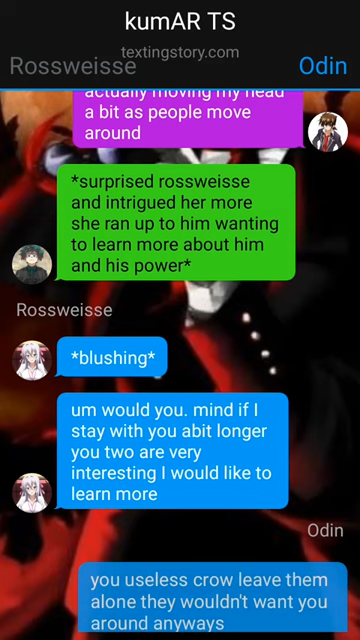 kumAR TS
textingstory.com
Rossweisse
Odin
actually moving my head
a bit as people move
around
*surprised rossweisse
and intrigued her more
she ran up to him wanting
to learn more about him
and his power*
Rossweisse
*blushing*
um would you. mind if I
stay with you abit longer
you two are very
interesting I would like to
learn more
Odin
you useless crow leave them
alone they wouldn't want you
around anyways